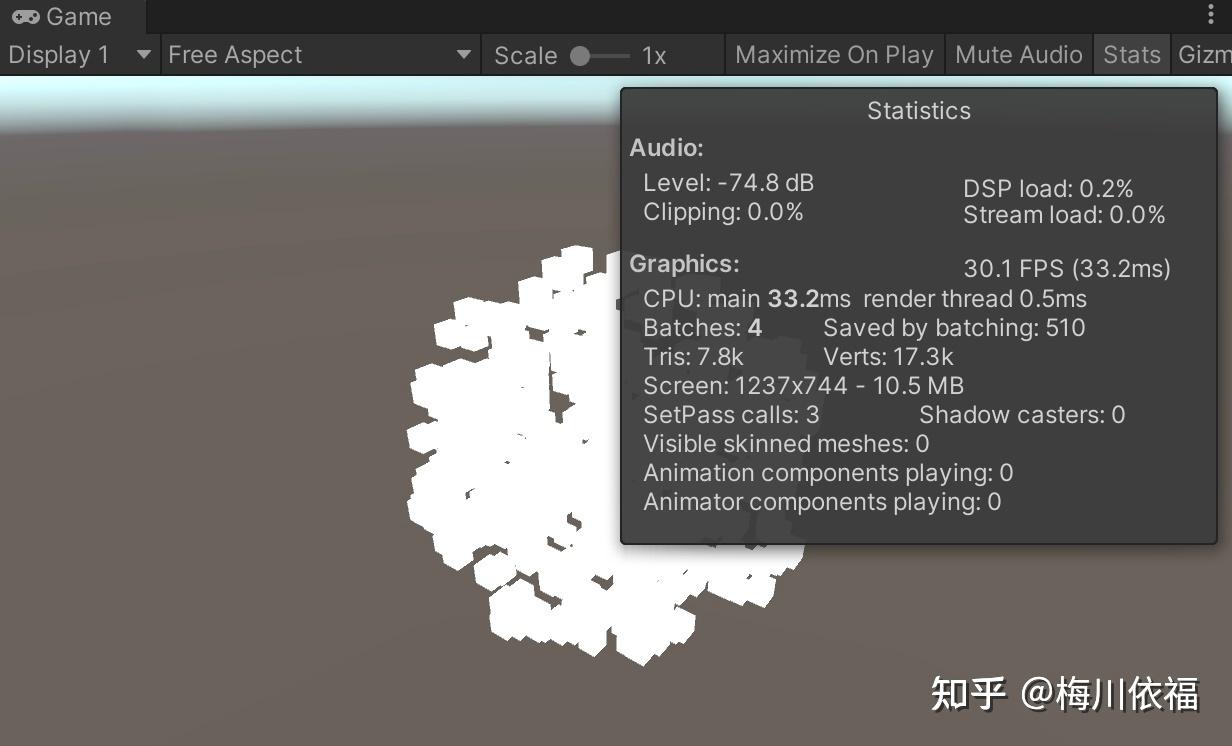 Game
Display 1 Free Aspect Scale 1x Maximize On Play Mute Audio Stats Gizm
Statistics
Audio:
Level: -74.8 dB DSP load: 0.2%
Clipping: 0.0% Stream load: 0.0%
Graphics: 30.1 FPS (33.2ms)
CPU: main 33.2ms render thread 0.5ms
Batches: 4 Saved by batching: 510
Tris: 7.8k Verts: 17.3k
Screen: 1237x744 - 10.5 MB
SetPass calls: 3 Shadow casters: 0
Visible skinned meshes: 0
Animation components playing: 0
Animator components playing: 0
知乎 @梅川依福